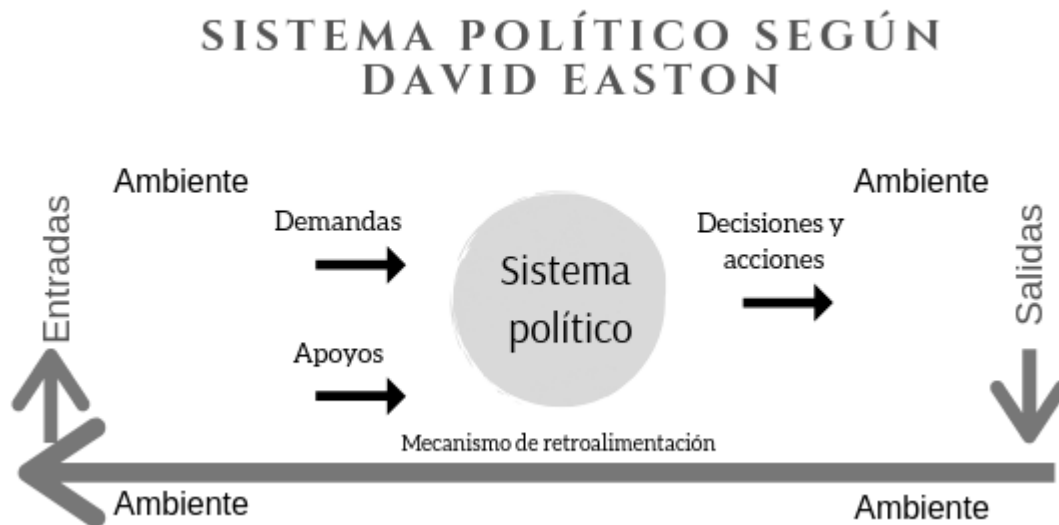 SISTEMA POLÍTICO SEGÚN
DAVID EASTON
Ambiente
Ambiente
Entradas
Demandas
Apoyos
Sistema
político
Decisiones y
acciones
Salidas
Mecanismo de retroalimentación
Ambiente
Ambiente